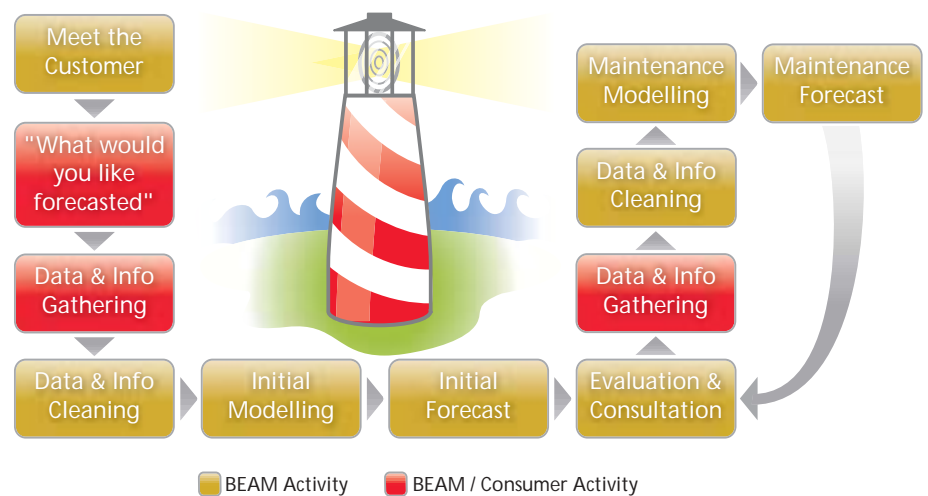 Meet the
Customer
"What would
you like
forecasted"
Data & Info
Gathering
Data & Info
Cleaning
Initial
Modelling
Initial
Forecast
Evaluation &
Consultation
Data & Info
Gathering
Data & Info
Cleaning
Maintenance
Modelling
Maintenance
Forecast
BEAM Activity
BEAM / Consumer Activity